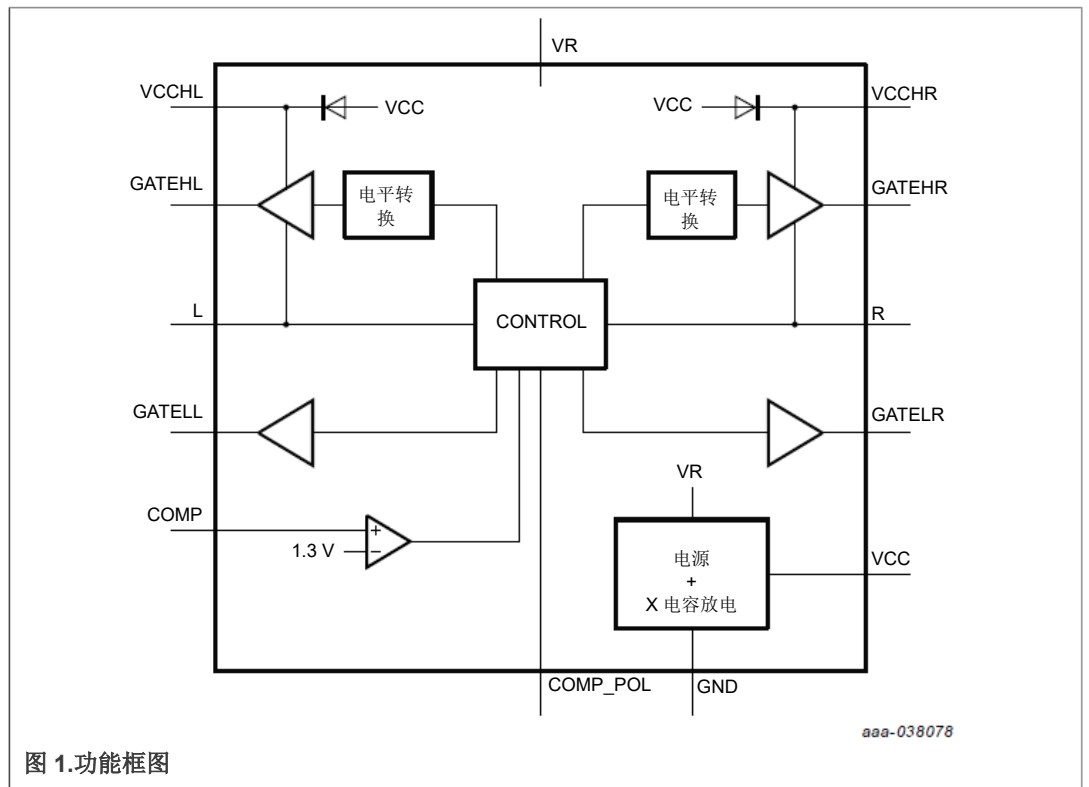 VR
VCCHL
VCC
VCC
VCCHR
GATEHL
电平转
换
电平转
换
GATEHR
L
CONTROL
R
GATELL
GATELR
VR
COMP
+
1.3 V
−
电源
+
X 电容放电
VCC
COMP_POL
GND
aaa-038078
图 1.功能框图